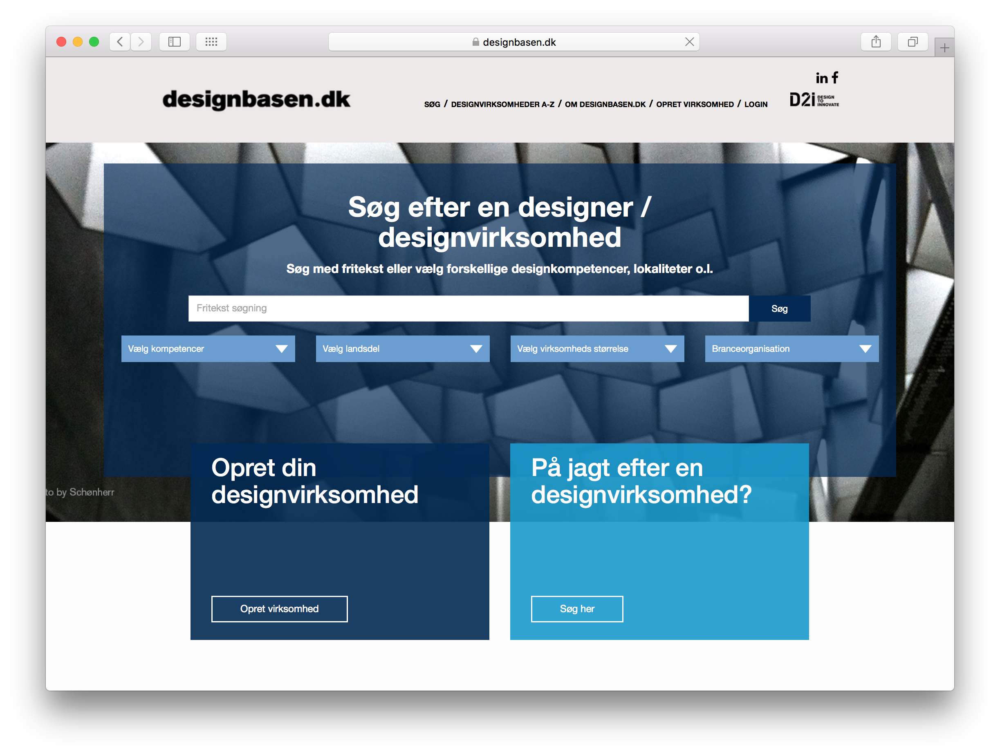 designbasen.dk
in f
designbasen.dk
SØG / DESIGNVIRKSOMHEDER A-Z / OM DESIGNBASEN.DK / OPRET VIRKSOMHED / LOGIN
D2i DESIGN TO INNOVATE
Søg efter en designer /
designvirksomhed
Søg med fritekst eller vælg forskellige designkompetencer, lokaliteter o.l.
Fritekst søgning
Søg
Vælg kompetencer
Vælg landsdel
Vælg virksomheds størrelse
Branceorganisation
Opret din
designvirksomhed
På jagt efter en
designvirksomhed?
to by Schønherr
Opret virksomhed
Søg her